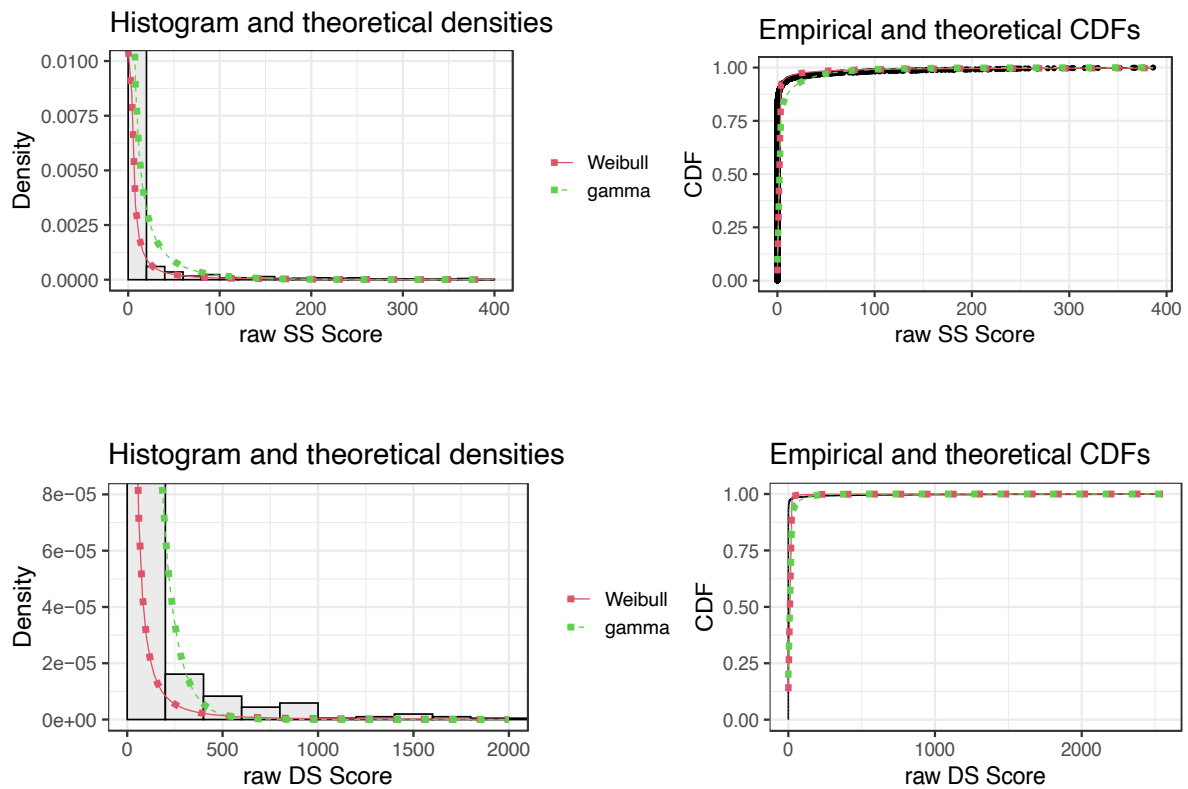 Histogram and theoretical densities
0.0100
0.0075
0.0050
0.0025
0.0000
Density
0 100 200 300 400
raw SS Score
Weibull
gamma
Empirical and theoretical CDFs
1.00
0.75
0.50
0.25
0.00
CDF
0 100 200 300 400
raw SS Score
Histogram and theoretical densities
8e−05
6e−05
4e−05
2e−05
0e+00
Density
0 500 1000 1500 2000
raw DS Score
Weibull
gamma
Empirical and theoretical CDFs
1.00
0.75
0.50
0.25
0.00
CDF
0 1000 2000
raw DS Score